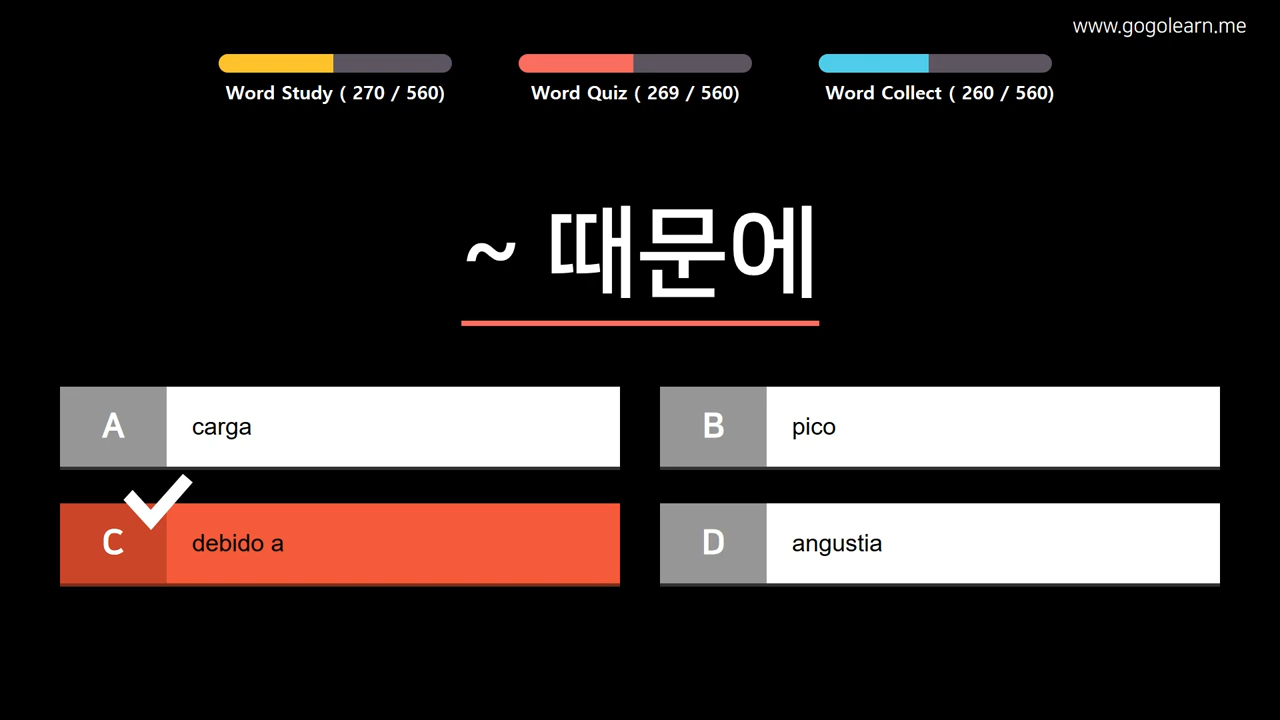 www.gogolearn.me
Word Study ( 270 / 560)
Word Quiz ( 269 / 560)
Word Collect ( 260 / 560)
~ 때문에
A carga
B pico
C debido a
D angustia